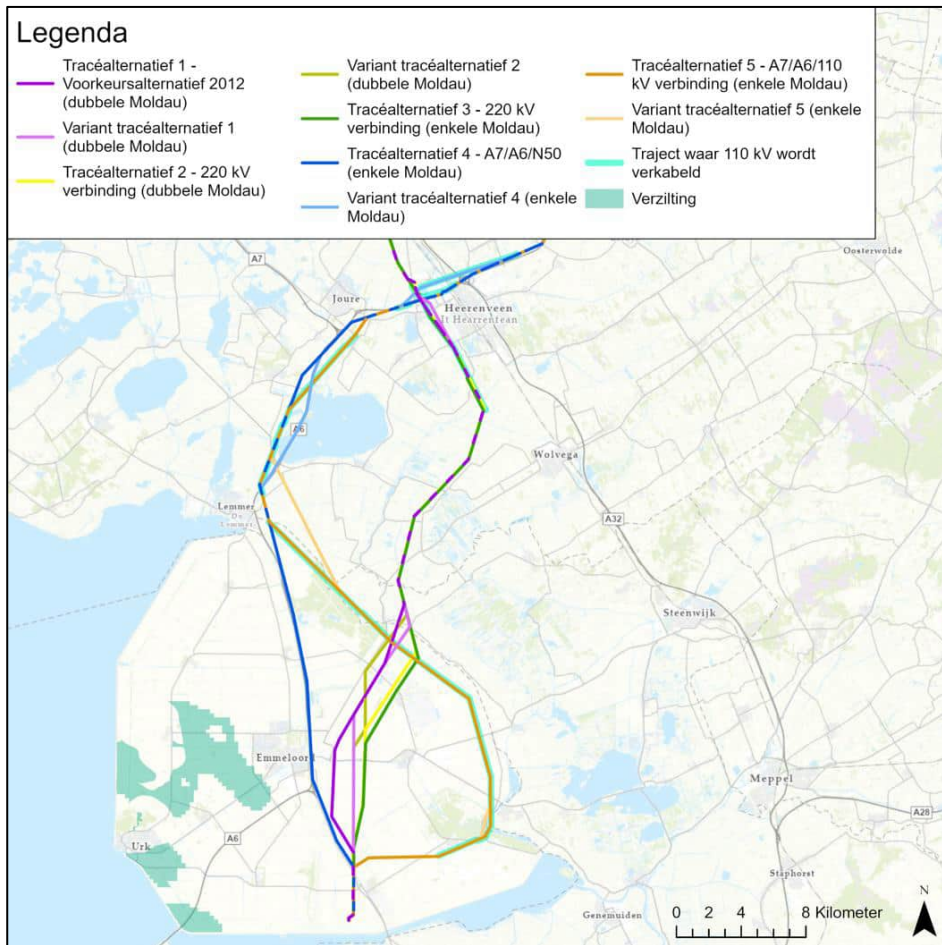 Legenda
Tracéalternatief 1 -
Voorkeursalternatief 2012
(dubbele Moldau)
Variant tracéalternatief 1
(dubbele Moldau)
Tracéalternatief 2 - 220 kV
verbinding (dubbele Moldau)
Variant tracéalternatief 2
(dubbele Moldau)
Tracéalternatief 3 - 220 kV
verbinding (enkele Moldau)
Tracéalternatief 4 - A7/A6/N50
(enkele Moldau)
Variant tracéalternatief 4 (enkele
Moldau)
Tracéalternatief 5 - A7/A6/110
kV verbinding (enkele Moldau)
Variant tracéalternatief 5 (enkele
Moldau)
Traject waar 110 kV wordt
verkabeld
Verzilting
A7
Oosterwolde
Joure
Heerenveen
It Hearrenfean
A6
Wolvega
Lemmer
De Lemmer
A32
Steenwijk
Emmeloord
Meppel
A28
Urk
A6
Staphorst
Genemuiden
N
0 2 4 8 Kilometer